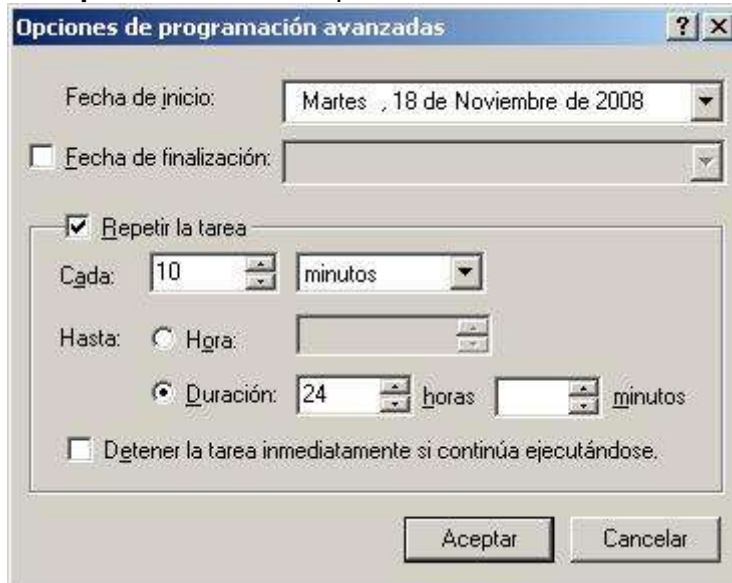 Opciones de programación avanzadas
Fecha de inicio: Martes , 18 de Noviembre de 2008
Fecha de finalización:
Repetir la tarea
Cada: 10 minutos
Hasta: Hora:
Duración: 24 horas minutos
Detener la tarea inmediatamente si continúa ejecutándose.
Aceptar Cancelar